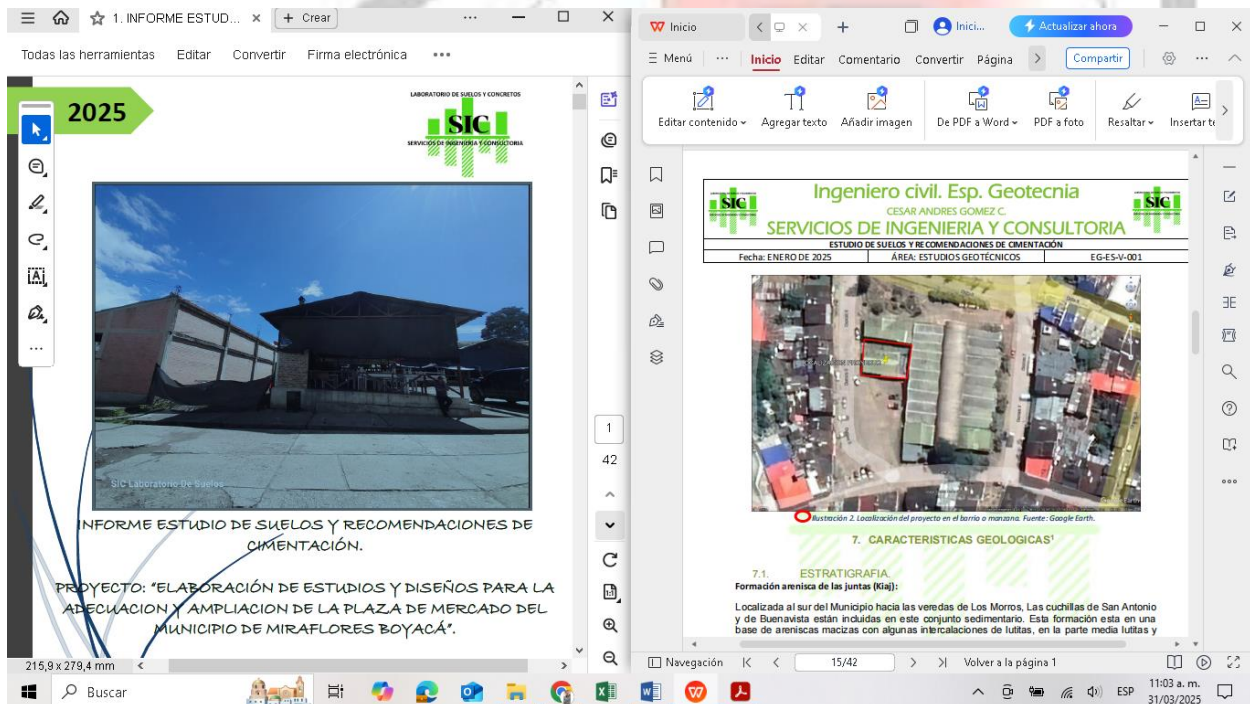 1. INFORME ESTUD...
+ Crear
Todas las herramientas Editar Convertir Firma electrónica
2025
LABORATORIO DE SUELOS Y CONCRETOS
SIC
SERVICIOS DE INGENIERIA Y CONSULTORIA
SIC Laboratorio De Suelos
INFORME ESTUDIO DE SUELOS Y RECOMENDACIONES DE
CIMENTACIÓN.
PROYECTO: “ELABORACIÓN DE ESTUDIOS Y DISEÑOS PARA LA
ADECUACION Y AMPLIACION DE LA PLAZA DE MERCADO DEL
MUNICIPIO DE MIRAFLORES BOYACÁ”.
1
42
215,9 x 279,4 mm
Inicio
Inici...
Actualizar ahora
Menú ... Inicio Editar Comentario Convertir Página Compartir
Editar contenido Agregar texto Añadir imagen De PDF a Word PDF a foto Resaltar Insertar te
SIC
Ingeniero civil. Esp. Geotecnia
CESAR ANDRES GOMEZ C.
SERVICIOS DE INGENIERIA Y CONSULTORIA
SIC
ESTUDIO DE SUELOS Y RECOMENDACIONES DE CIMENTACIÓN
Fecha: ENERO DE 2025 ÁREA: ESTUDIOS GEOTÉCNICOS EG-ES-V-001
Ilustración 2. Localización del proyecto en el barrio o manzana. Fuente: Google Earth.
7. CARACTERISTICAS GEOLOGICAS¹
7.1. ESTRATIGRAFIA.
Formación arenisca de las juntas (Kiaj):
Localizada al sur del Municipio hacia las veredas de Los Morros, Las cuchillas de San Antonio
y de Buenavista están incluidas en este conjunto sedimentario. Esta formación esta en una
base de areniscas macizas con algunas intercalaciones de lutitas, en la parte media lutitas y
Navegación 15/42 Volver a la página 1
Buscar
ESP
11:03 a. m.
31/03/2025